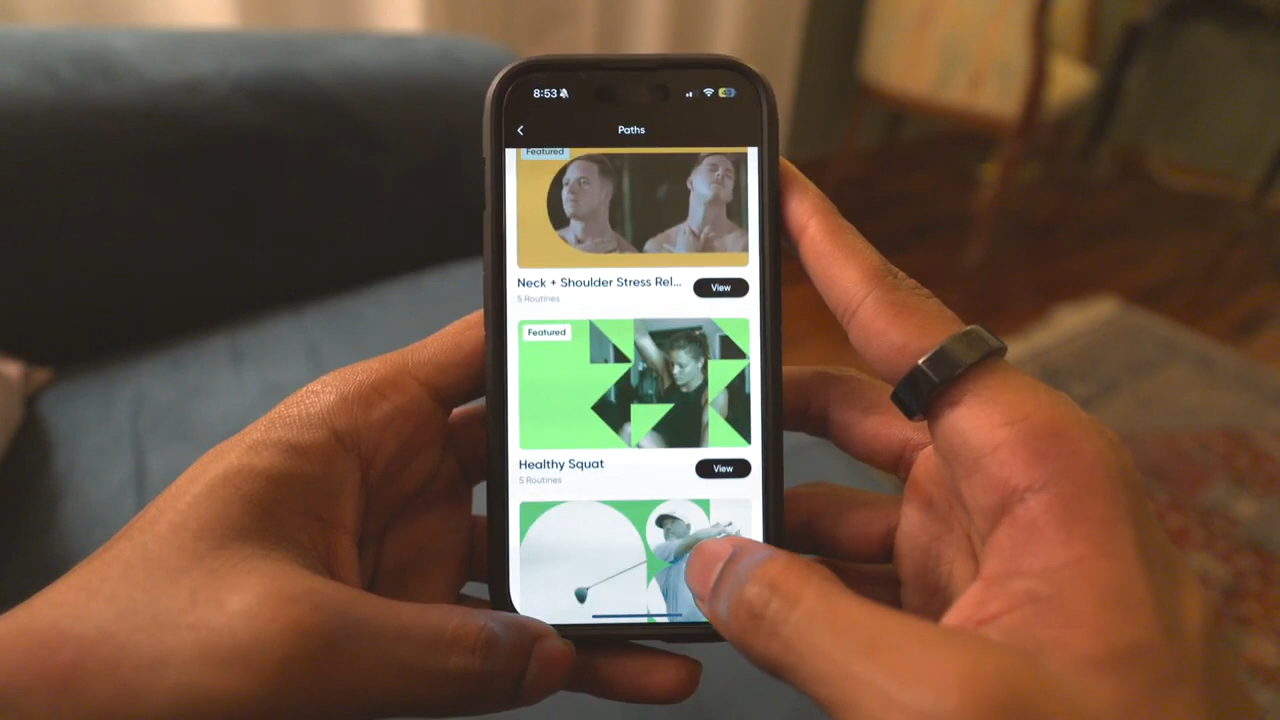 8:53
Paths
Featured
Neck + Shoulder Stress Rel...
View
5 Routines
Featured
Healthy Squat
View
5 Routines